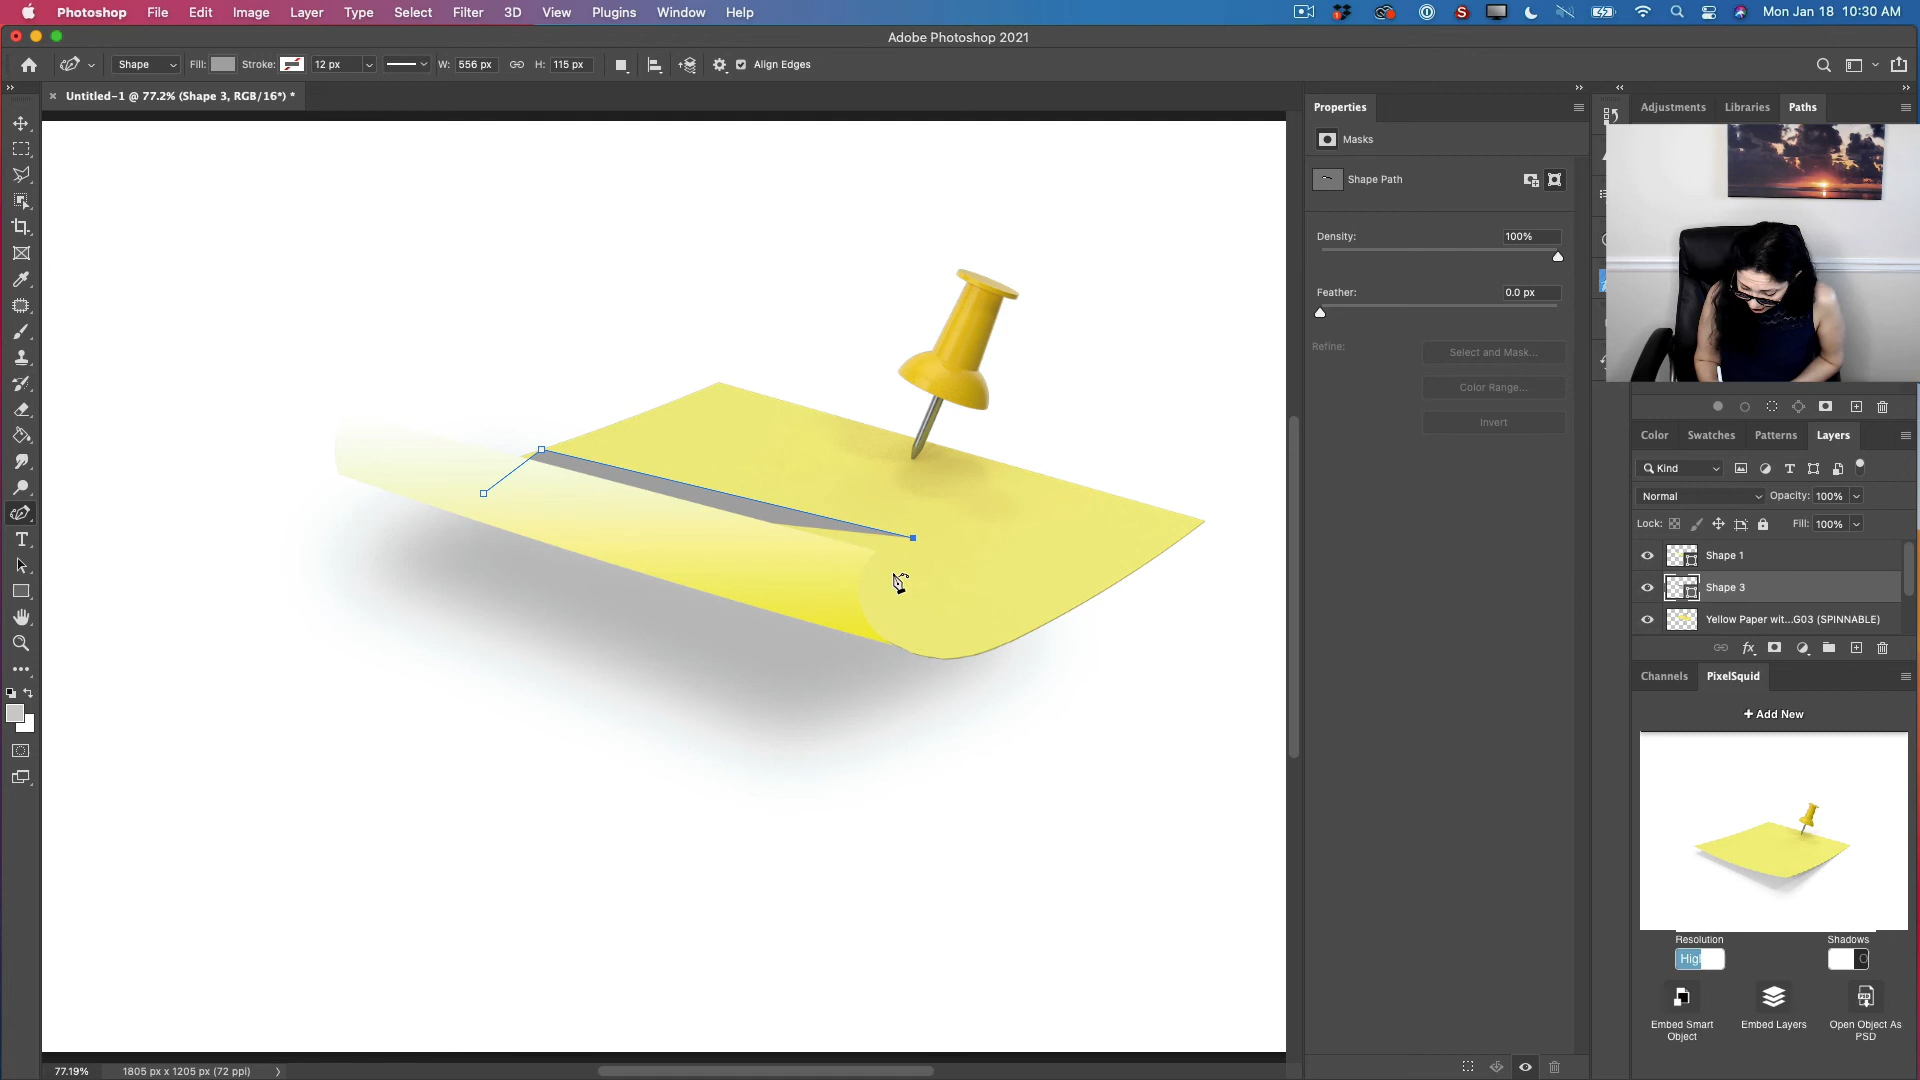 Photoshop File Edit Image Layer Type Select Filter 3D View Plugins Window Help Mon Jan 18 10:30 AM
Adobe Photoshop 2021
Shape Fill: Stroke: 12 px W: 556 px H: 115 px Align Edges
Untitled-1 @ 77.2% (Shape 3, RGB/16*) *
Properties
Adjustments Libraries Paths
Masks
Shape Path
Density: 100%
Feather: 0.0 px
Refine: Select and Mask...
Color Range...
Invert
Color Swatches Patterns Layers
Kind
Normal Opacity: 100%
Lock: Fill: 100%
Shape 1
Shape 3
Yellow Paper wit...G03 (SPINNABLE)
fx
Channels PixelSquid
+ Add New
Resolution Shadows
High
Embed Smart Object Embed Layers Open Object As PSD
77.19% 1805 px x 1205 px (72 ppi)